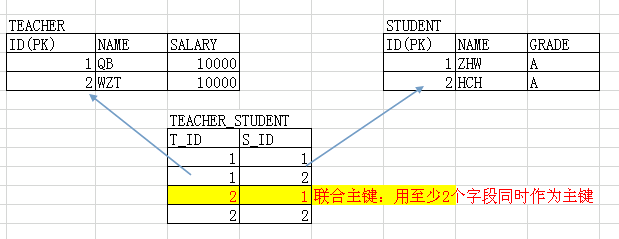 TEACHER STUDENT
ID(PK) NAME SALARY ID(PK) NAME GRADE
1 QB 10000 1 ZHW A
2 WZT 10000 2 HCH A
TEACHER_STUDENT
T_ID S_ID
1 1
1 2
2 1 联合主键：用至少2个字段同时作为主键
2 2